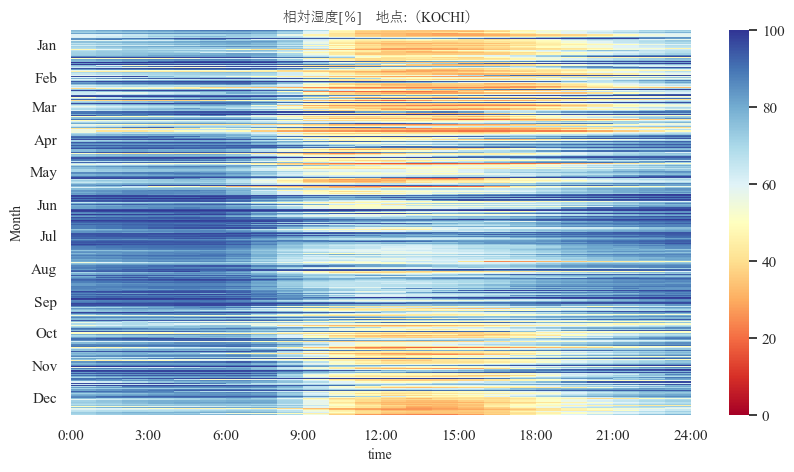 相対湿度[%]　地点:（KOCHI）
Month
Jan
Feb
Mar
Apr
May
Jun
Jul
Aug
Sep
Oct
Nov
Dec
0:00 3:00 6:00 9:00 12:00 15:00 18:00 21:00 24:00
time
100
80
60
40
20
0